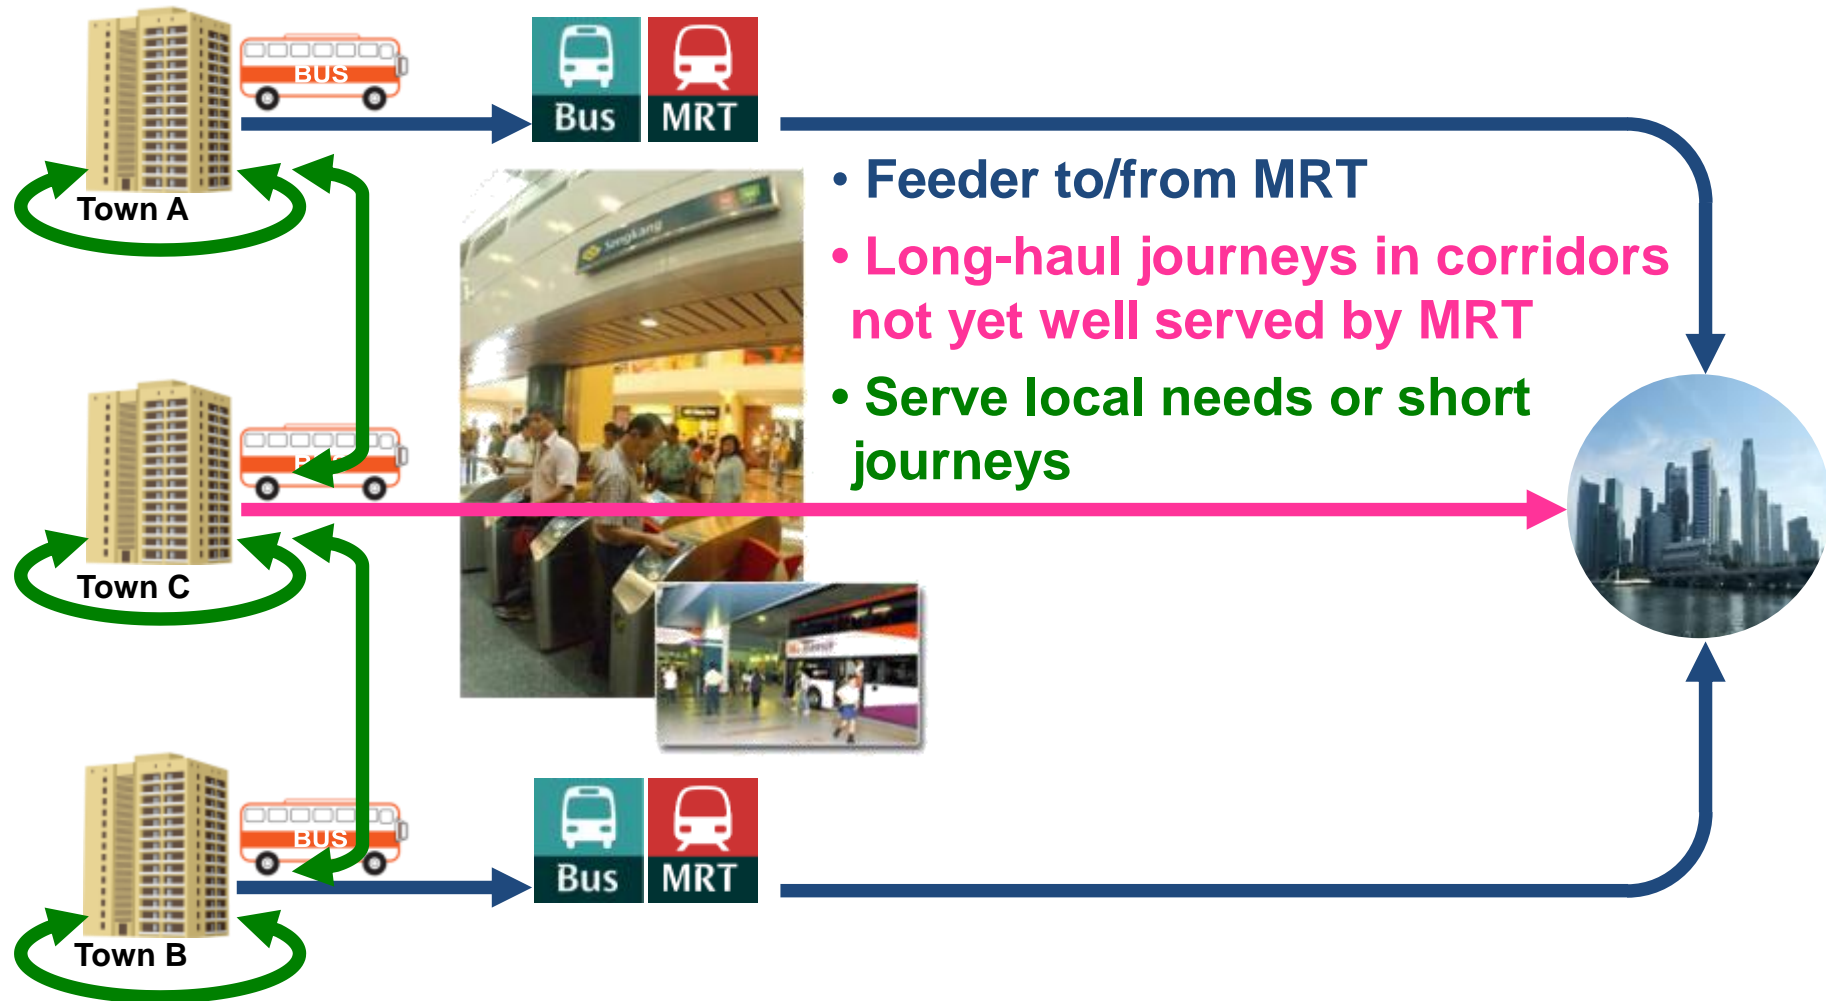 BUS
Bus MRT
Town A
Sengkang
• Feeder to/from MRT
• Long-haul journeys in corridors
not yet well served by MRT
• Serve local needs or short
journeys
Town C
BUS
Bus MRT
Town B